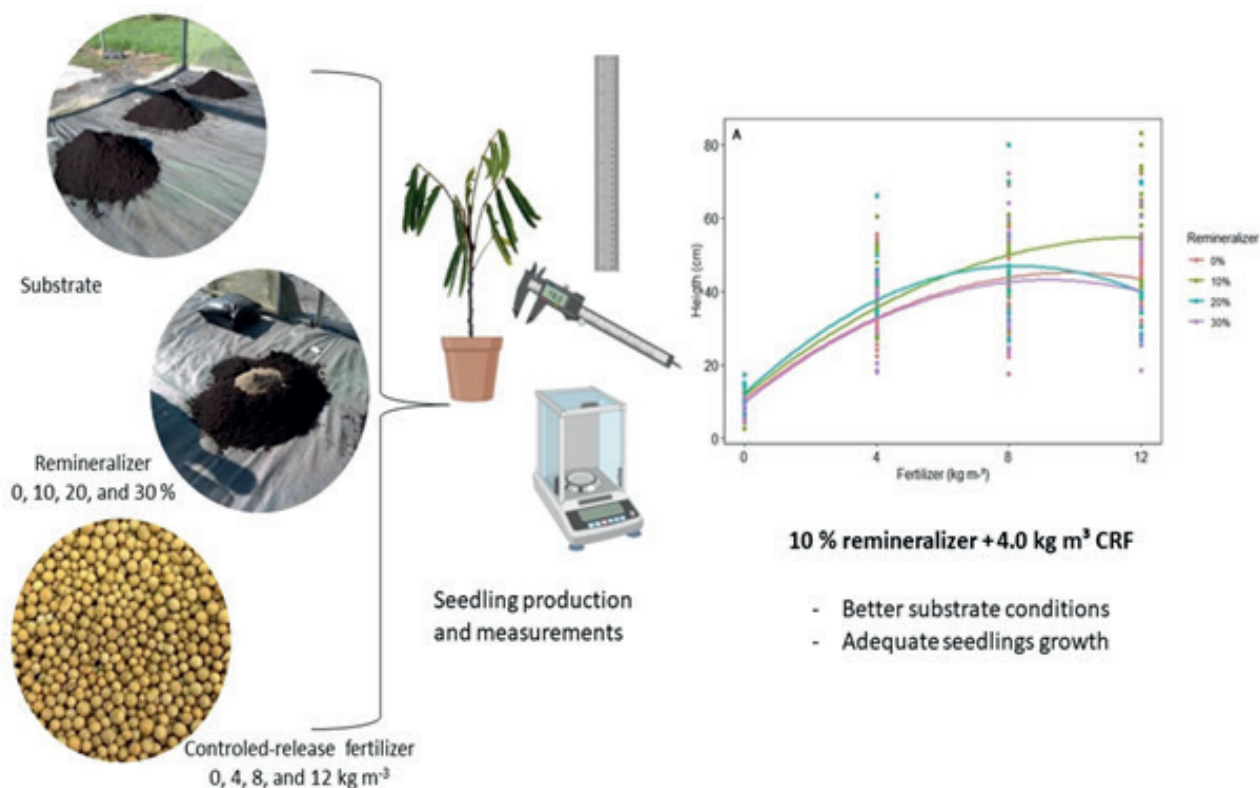 Substrate
Remineralizer
0, 10, 20, and 30 %
Controled-release fertilizer
0, 4, 8, and 12 kg m⁻³
Seedling production
and measurements
A
Heigth (cm)
80
60
40
20
0
0 4 8 12
Fertilizer (kg m-³)
Remineralizer
0%
10%
20%
30%
10 % remineralizer + 4.0 kg m³ CRF
- Better substrate conditions
- Adequate seedlings growth